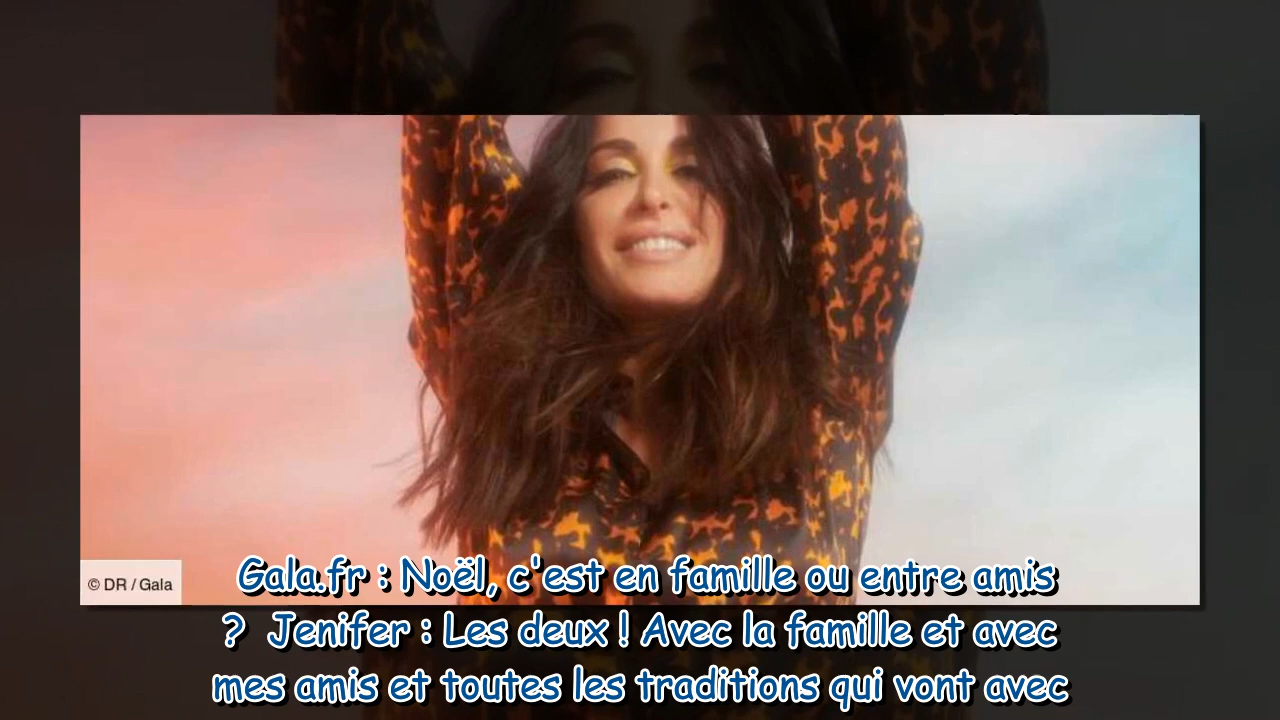 © DR / Gala
Gala.fr : Noël, c'est en famille ou entre amis
? Jenifer : Les deux ! Avec la famille et avec
mes amis et toutes les traditions qui vont avec